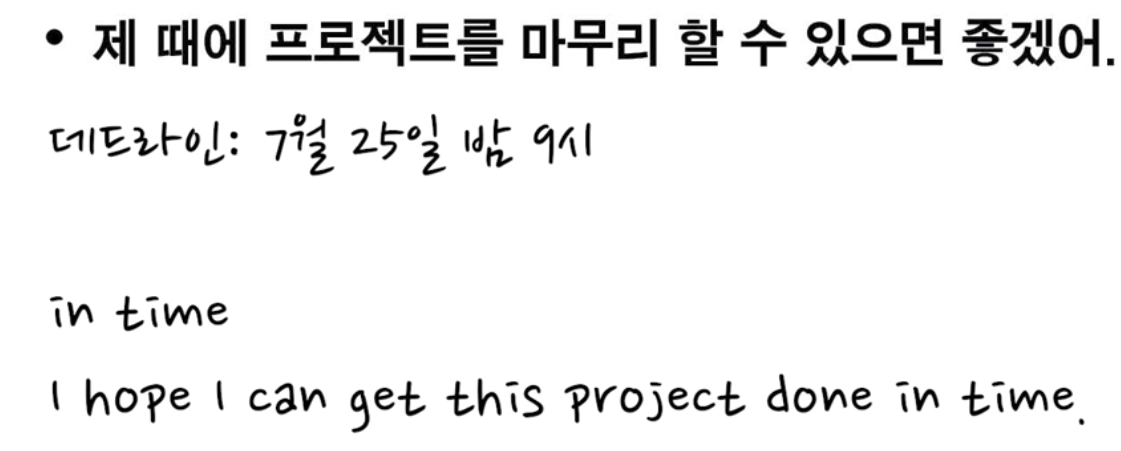 • 제 때에 프로젝트를 마무리 할 수 있으면 좋겠어.
데드라인: 7월 25일 밤 9시
in time
I hope I can get this project done in time.